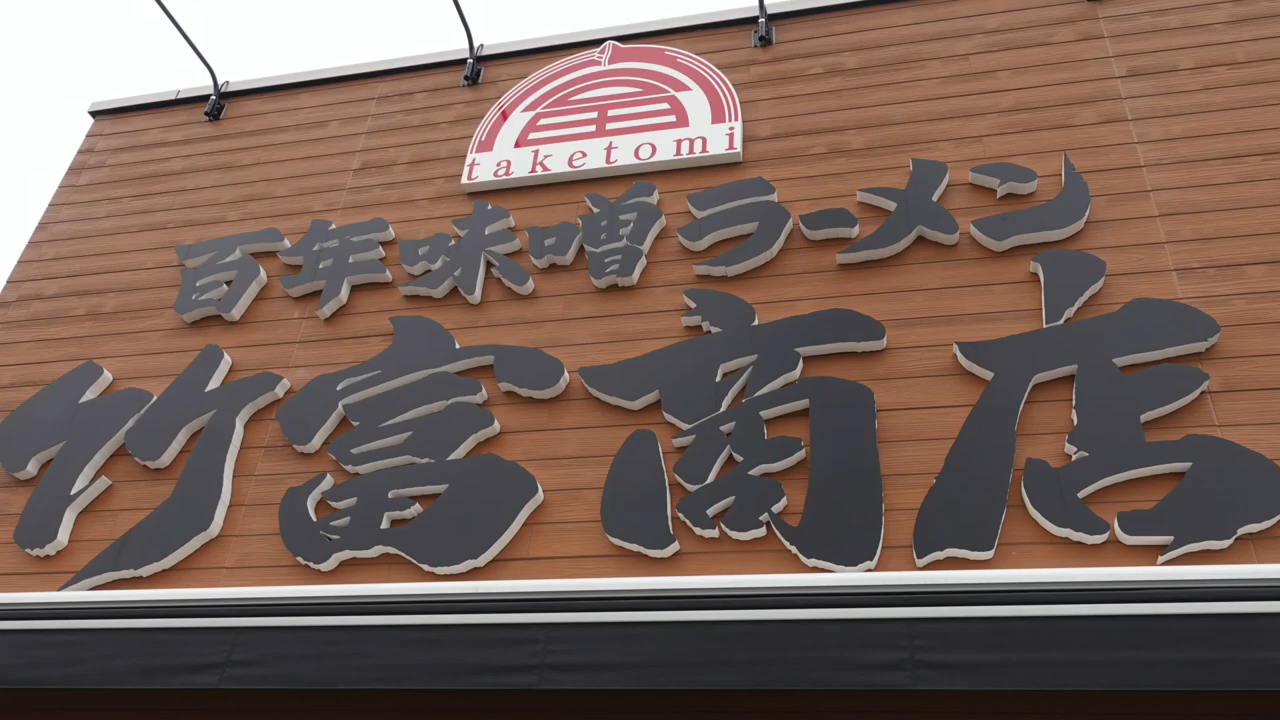 taketomi
百年味噌ラーメン
竹富商店